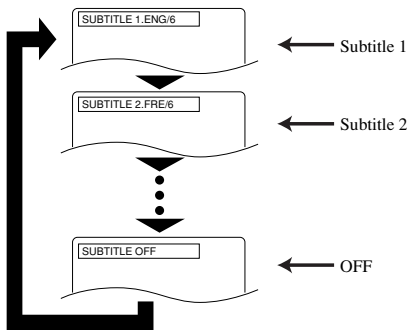 SUBTITLE 1.ENG/6
Subtitle 1
SUBTITLE 2.FRE/6
Subtitle 2
SUBTITLE OFF
OFF